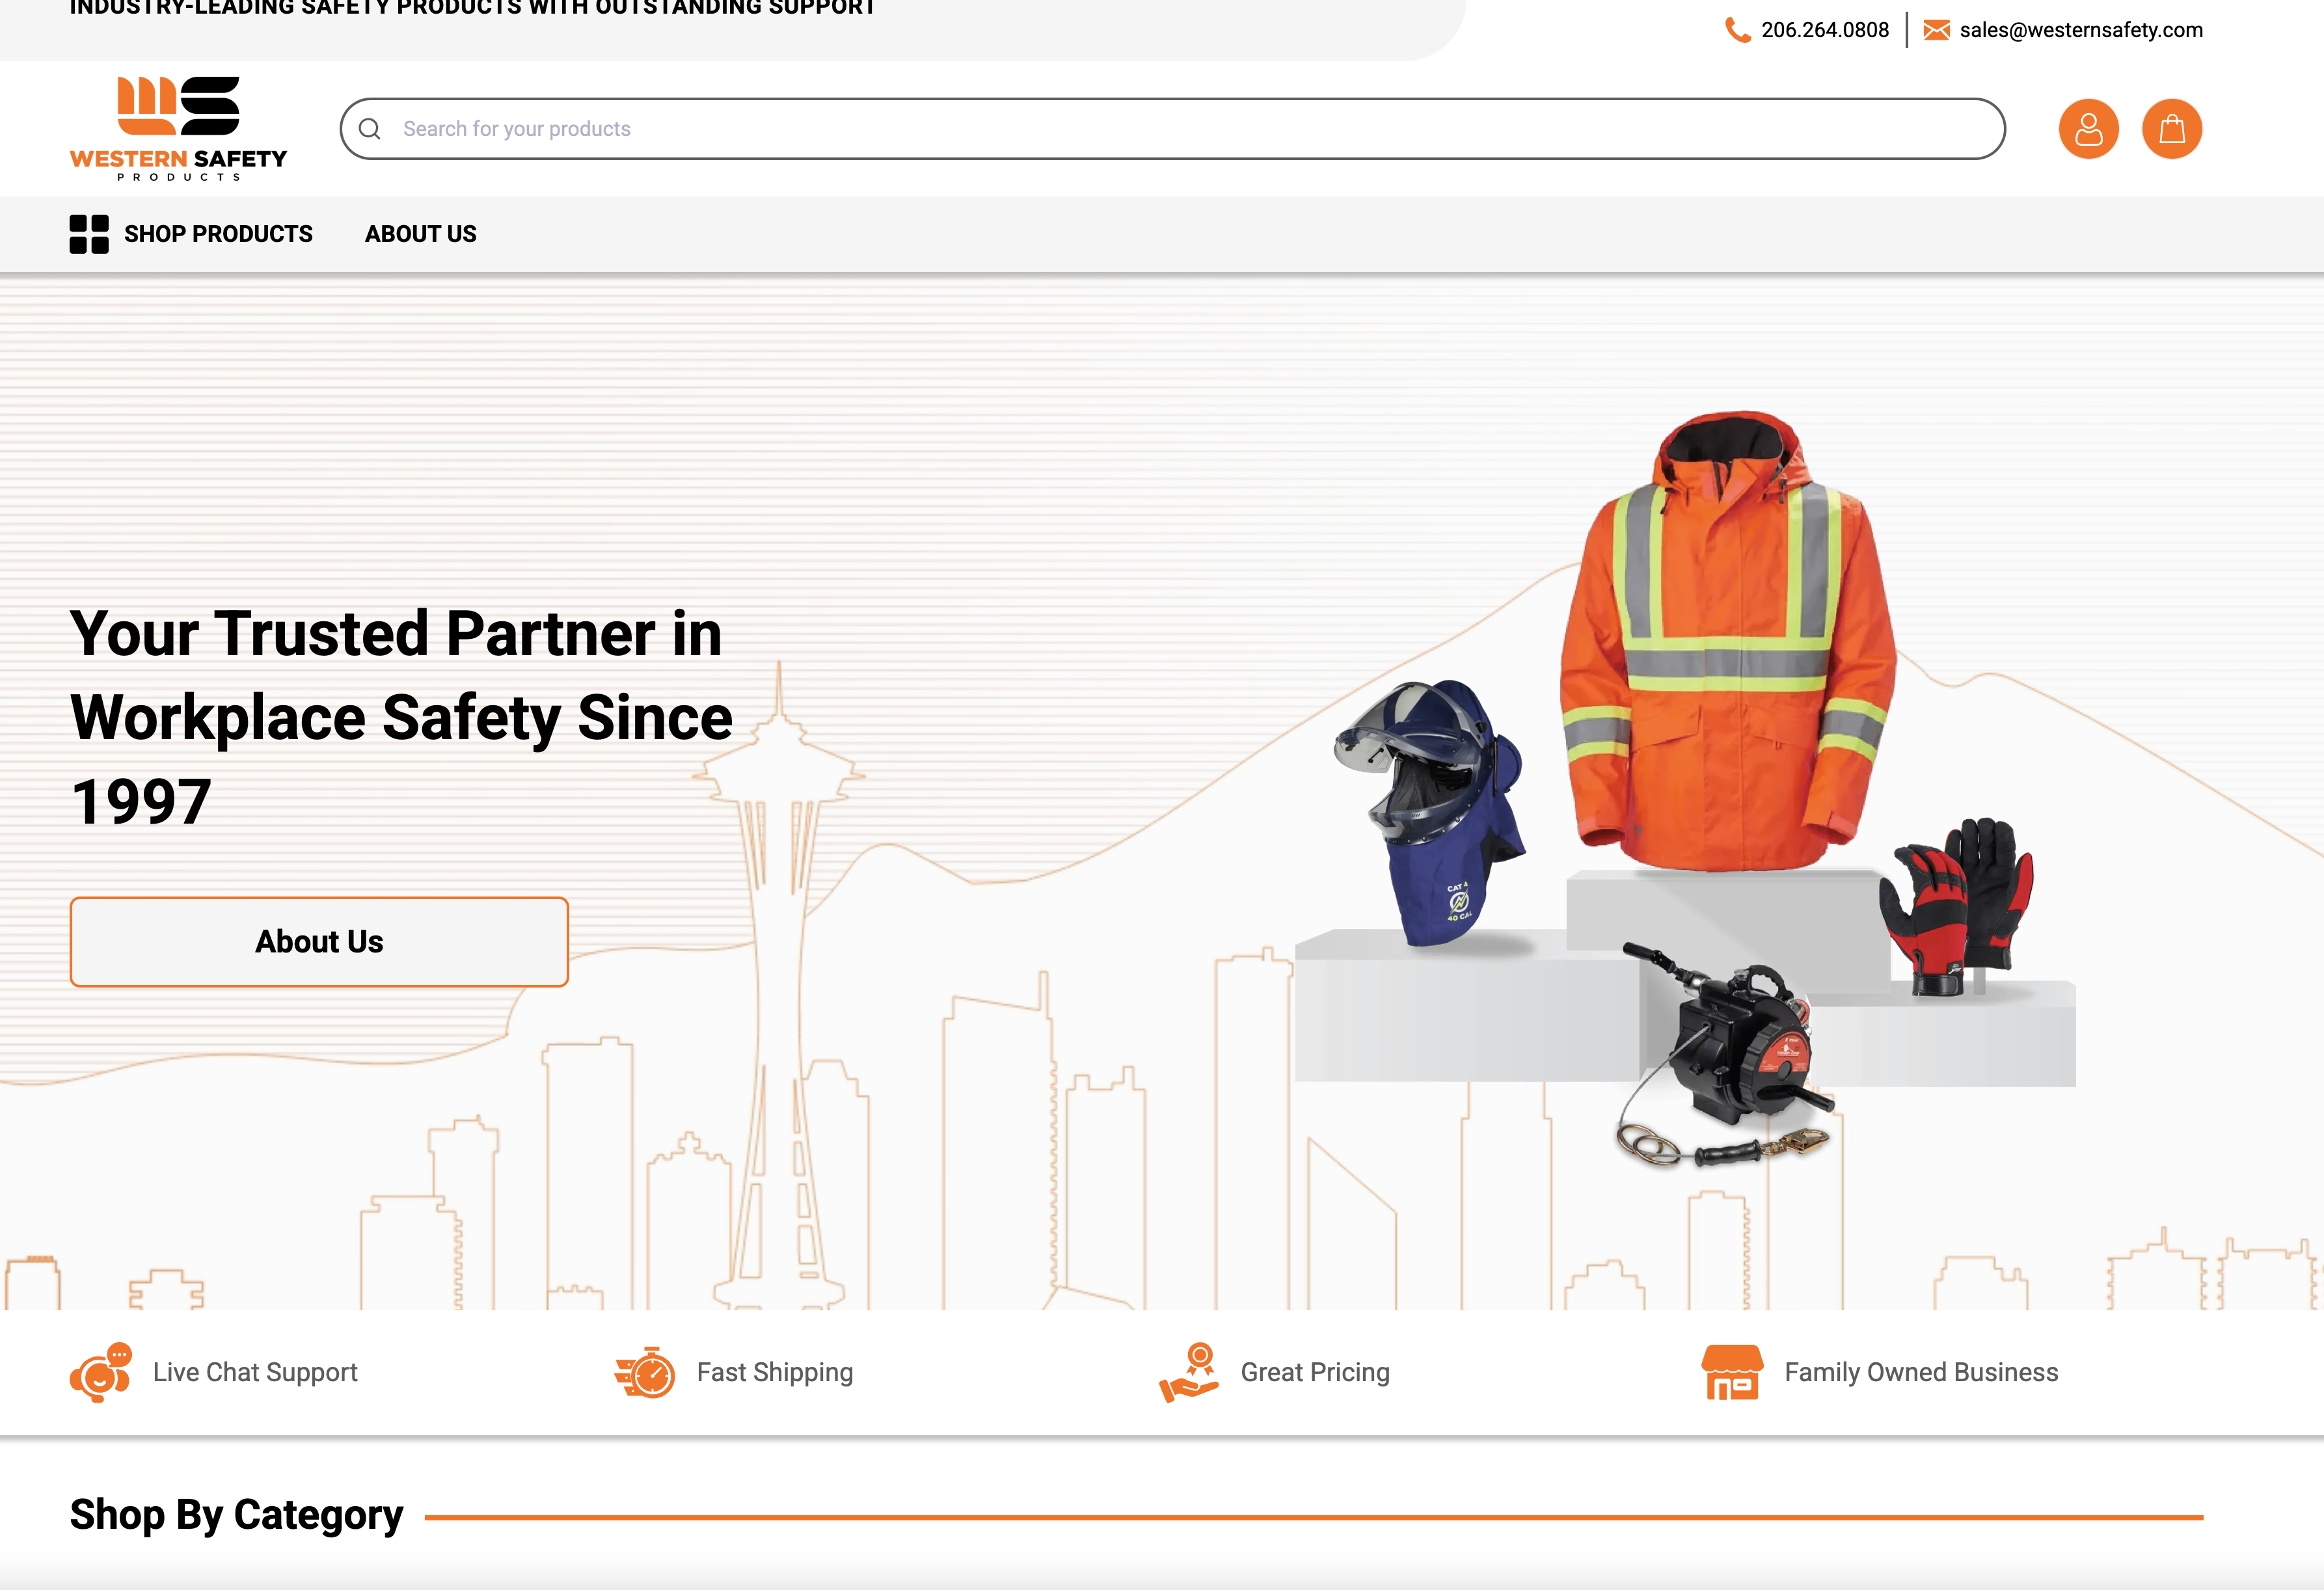 INDUSTRY-LEADING SAFETY PRODUCTS WITH OUTSTANDING SUPPORT
206.264.0808
sales@westernsafety.com
WS
WESTERN SAFETY
PRODUCTS
Search for your products
SHOP PRODUCTS
ABOUT US
Your Trusted Partner in
Workplace Safety Since
1997
About Us
CAT 4
40 CAL
Live Chat Support
Fast Shipping
Great Pricing
Family Owned Business
Shop By Category